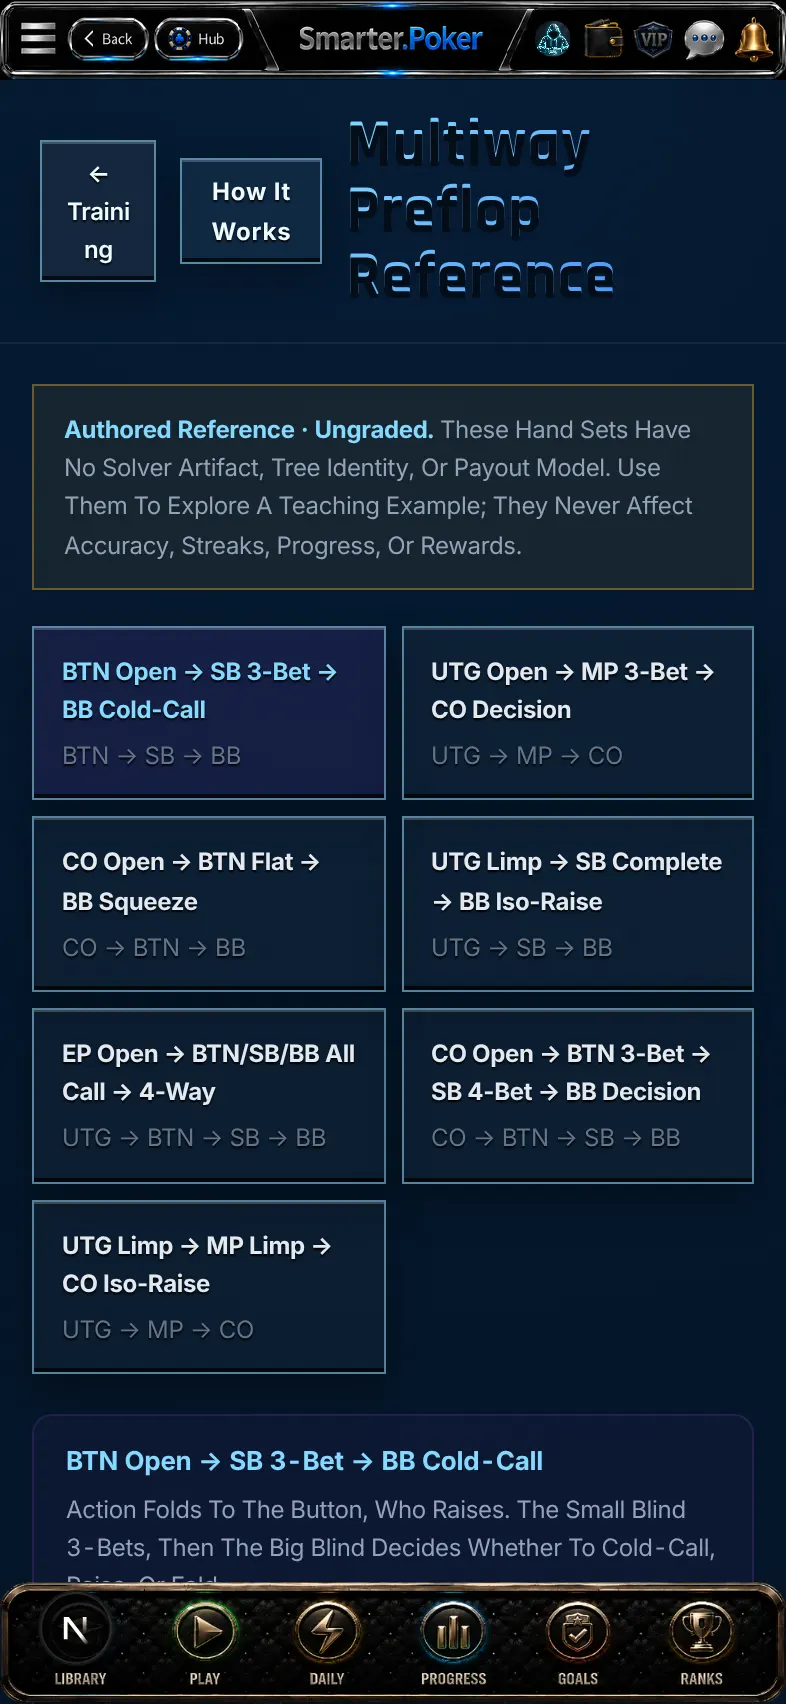 Back
Hub
Smarter.Poker
VIP
←
Traini
ng
How It
Works
Multiway
Preflop
Reference
Authored Reference · Ungraded. These Hand Sets Have
No Solver Artifact, Tree Identity, Or Payout Model. Use
Them To Explore A Teaching Example; They Never Affect
Accuracy, Streaks, Progress, Or Rewards.
BTN Open → SB 3-Bet →
BB Cold-Call
BTN → SB → BB
UTG Open → MP 3-Bet →
CO Decision
UTG → MP → CO
CO Open → BTN Flat →
BB Squeeze
CO → BTN → BB
UTG Limp → SB Complete
→ BB Iso-Raise
UTG → SB → BB
EP Open → BTN/SB/BB All
Call → 4-Way
UTG → BTN → SB → BB
CO Open → BTN 3-Bet →
SB 4-Bet → BB Decision
CO → BTN → SB → BB
UTG Limp → MP Limp →
CO Iso-Raise
UTG → MP → CO
BTN Open → SB 3-Bet → BB Cold-Call
Action Folds To The Button, Who Raises. The Small Blind
3-Bets, Then The Big Blind Decides Whether To Cold-Call,
Raise, Or Fold.
N
LIBRARY
PLAY
DAILY
PROGRESS
GOALS
RANKS